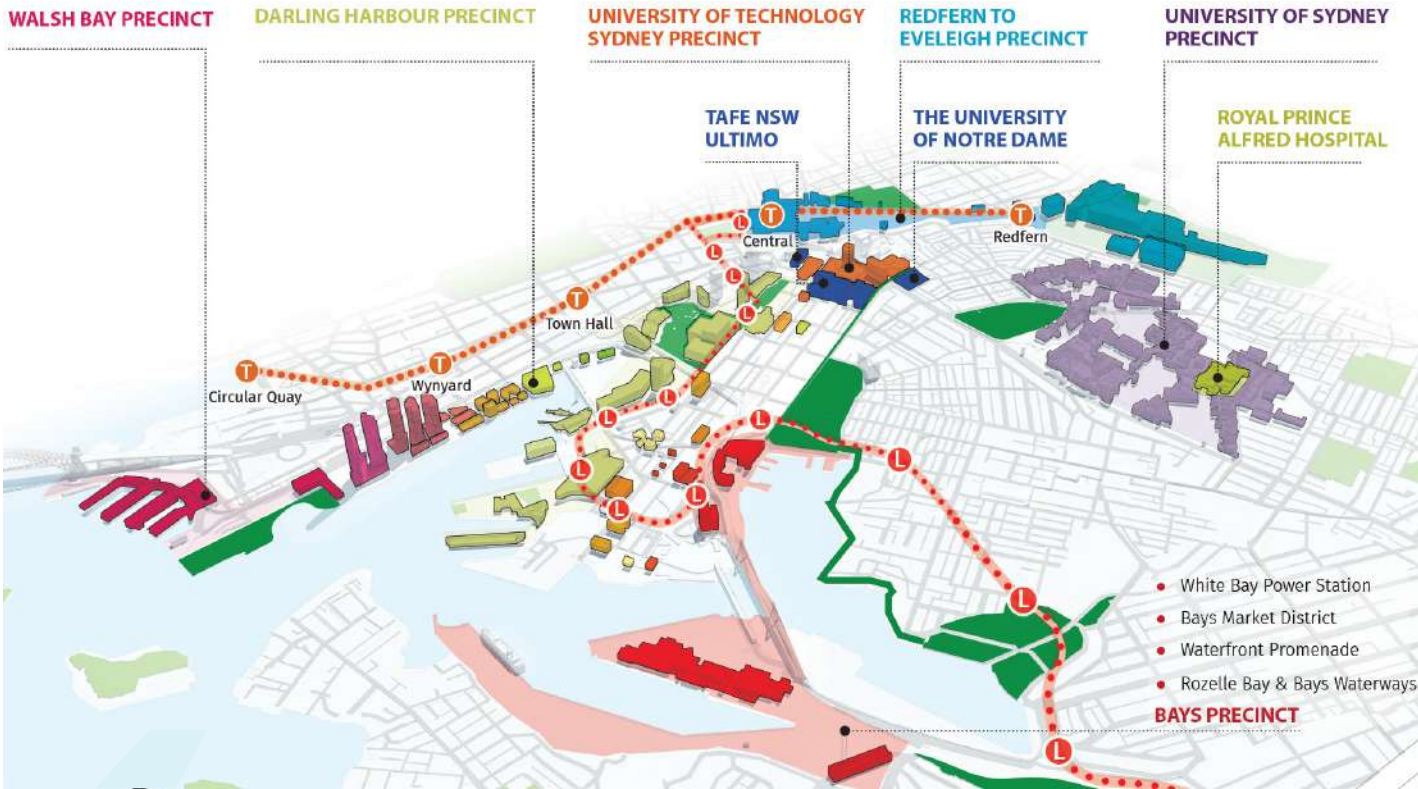 WALSH BAY PRECINCT
DARLING HARBOUR PRECINCT
UNIVERSITY OF TECHNOLOGY
SYDNEY PRECINCT
REDFERN TO
EVELEIGH PRECINCT
UNIVERSITY OF SYDNEY
PRECINCT
TAFE NSW
ULTIMO
THE UNIVERSITY
OF NOTRE DAME
ROYAL PRINCE
ALFRED HOSPITAL
L
T
Central
T
Redfern
L
L
T
Town Hall
L
T
Circular Quay
T
Wynyard
L
L
L
L
L
L
L
L
• White Bay Power Station
• Bays Market District
• Waterfront Promenade
• Rozelle Bay & Bays Waterways
BAYS PRECINCT
L